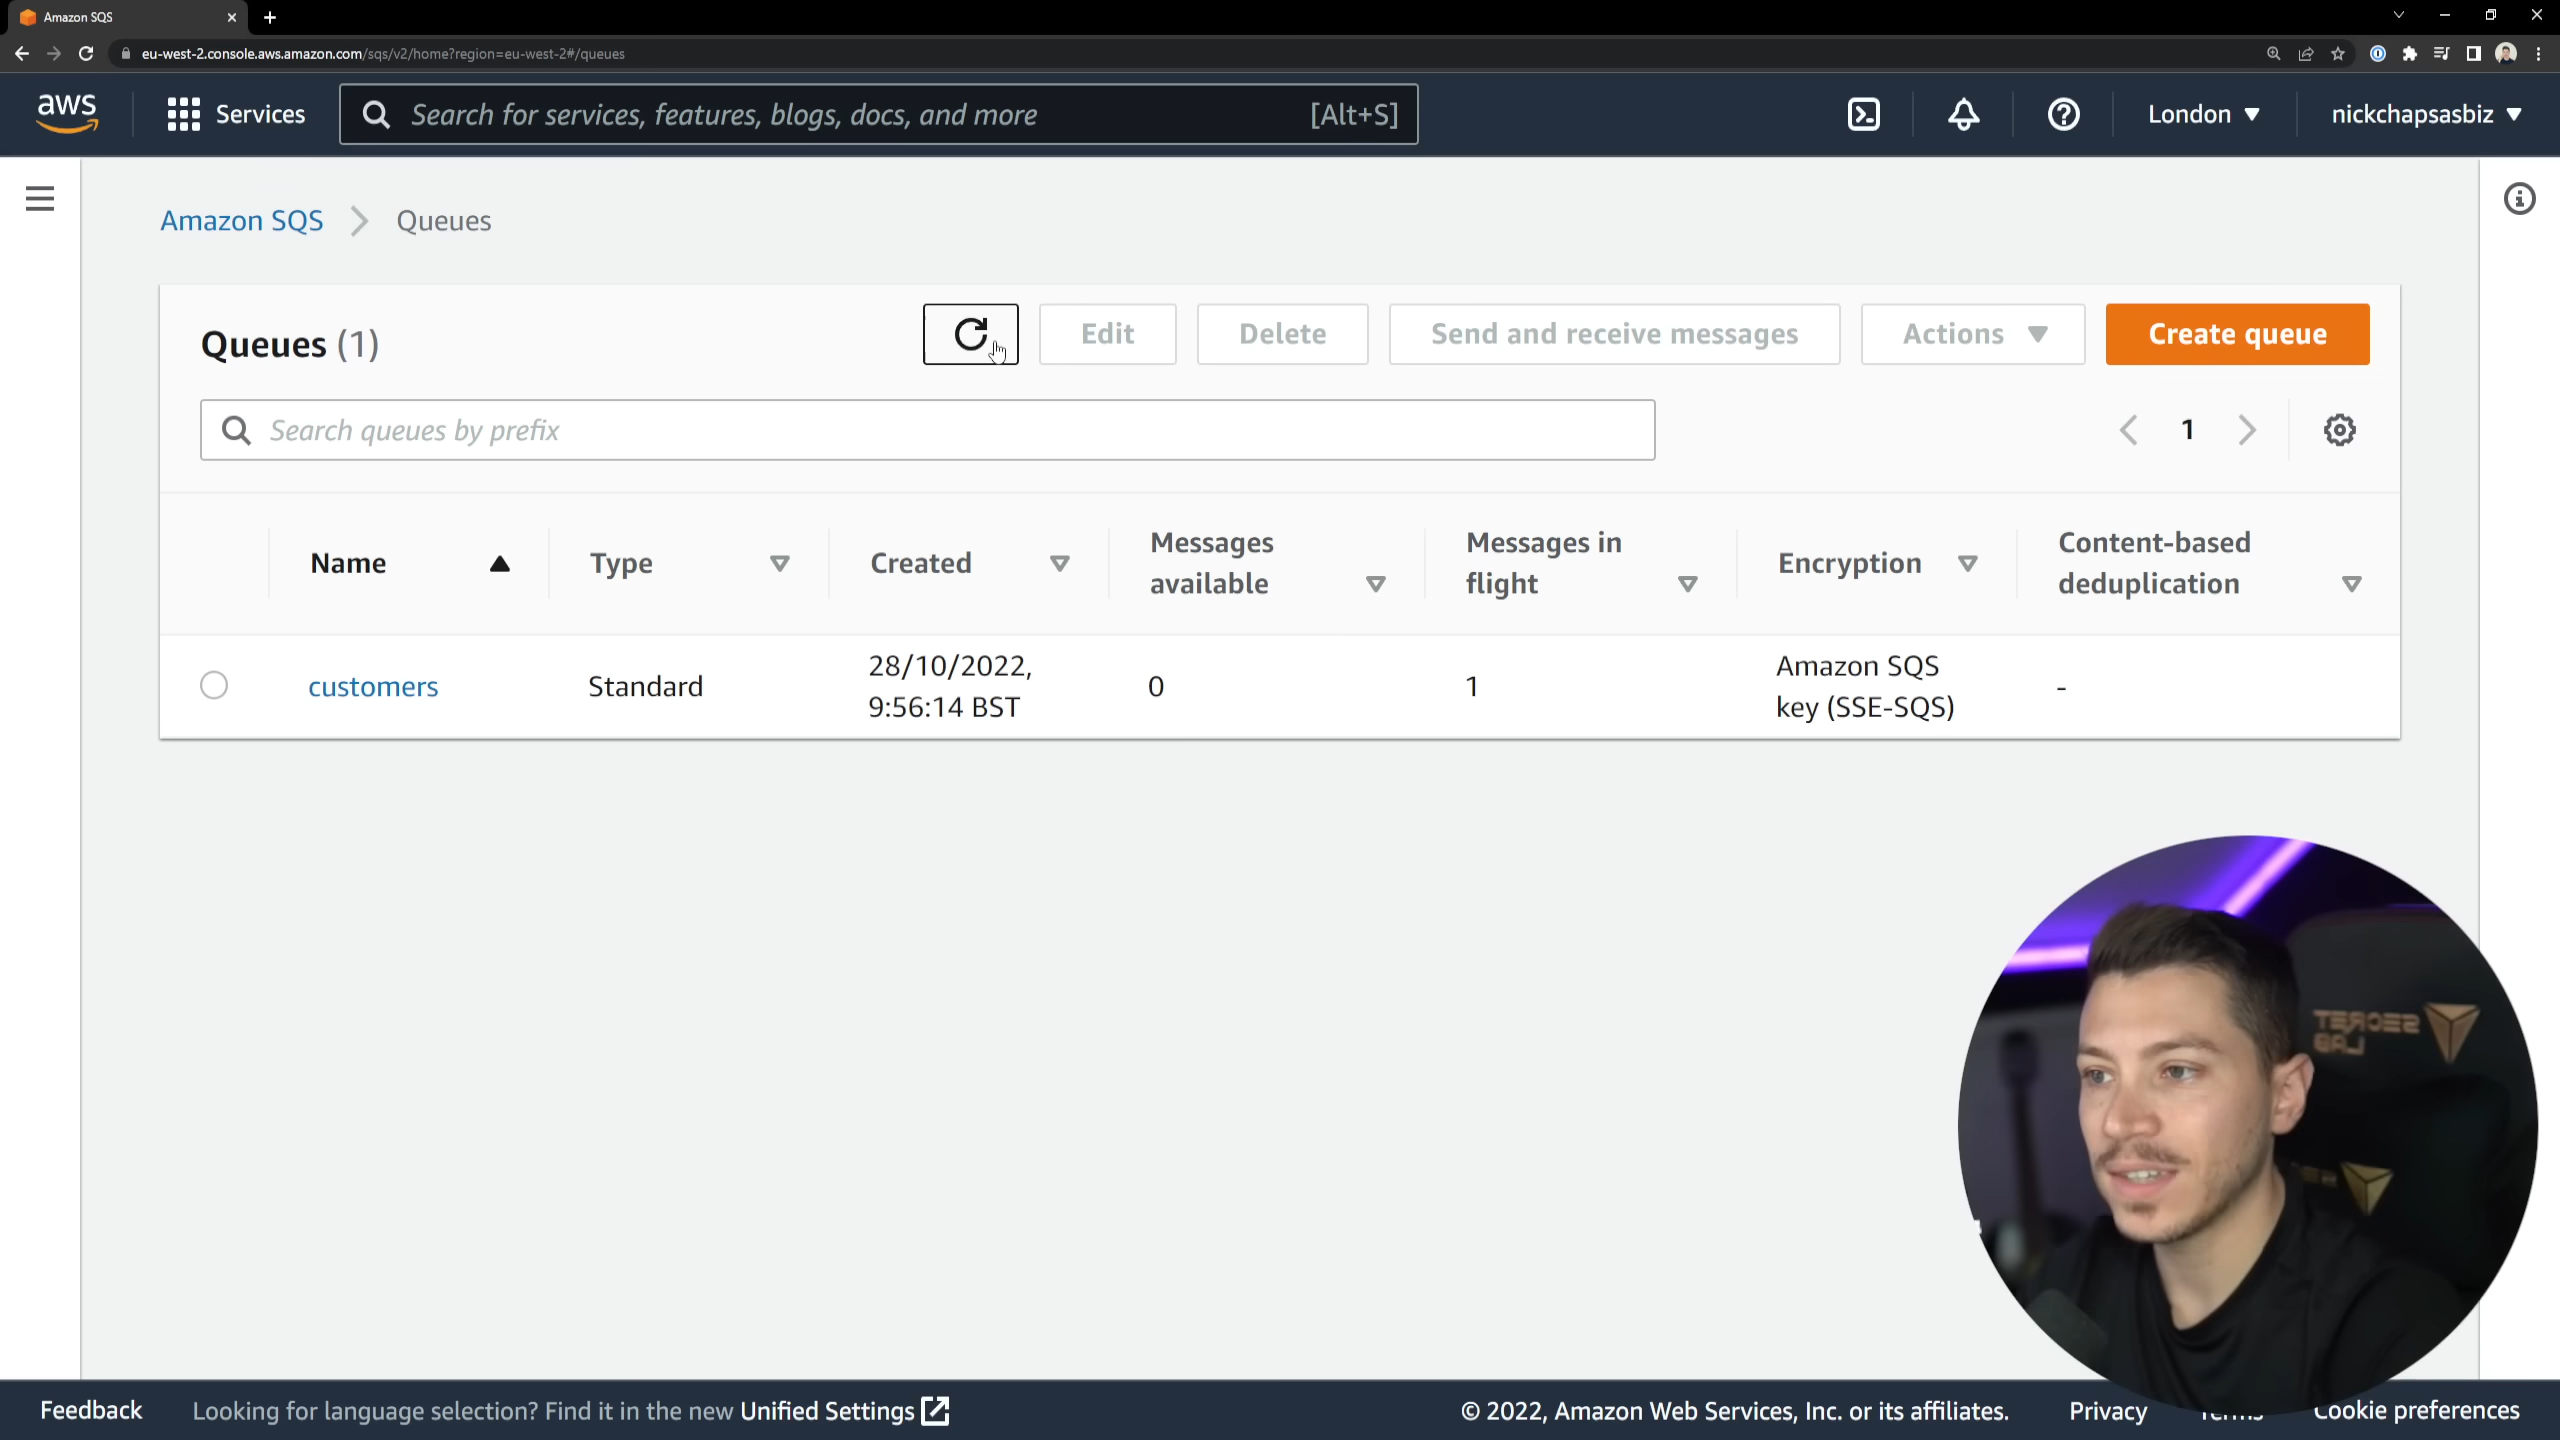 Amazon SQS
eu-west-2.console.aws.amazon.com/sqs/v2/home?region=eu-west-2#/queues
aws
Services
Search for services, features, blogs, docs, and more
[Alt+S]
London
nickchapsasbiz
Amazon SQS
Queues
Queues (1)
Edit
Delete
Send and receive messages
Actions
Create queue
Search queues by prefix
1
Name
Type
Created
Messages
available
Messages in
flight
Encryption
Content-based
deduplication
customers
Standard
28/10/2022,
9:56:14 BST
0
1
Amazon SQS
key (SSE-SQS)
-
SECRET
LAB
Feedback
Looking for language selection? Find it in the new Unified Settings
© 2022, Amazon Web Services, Inc. or its affiliates.
Privacy
Terms
Cookie preferences